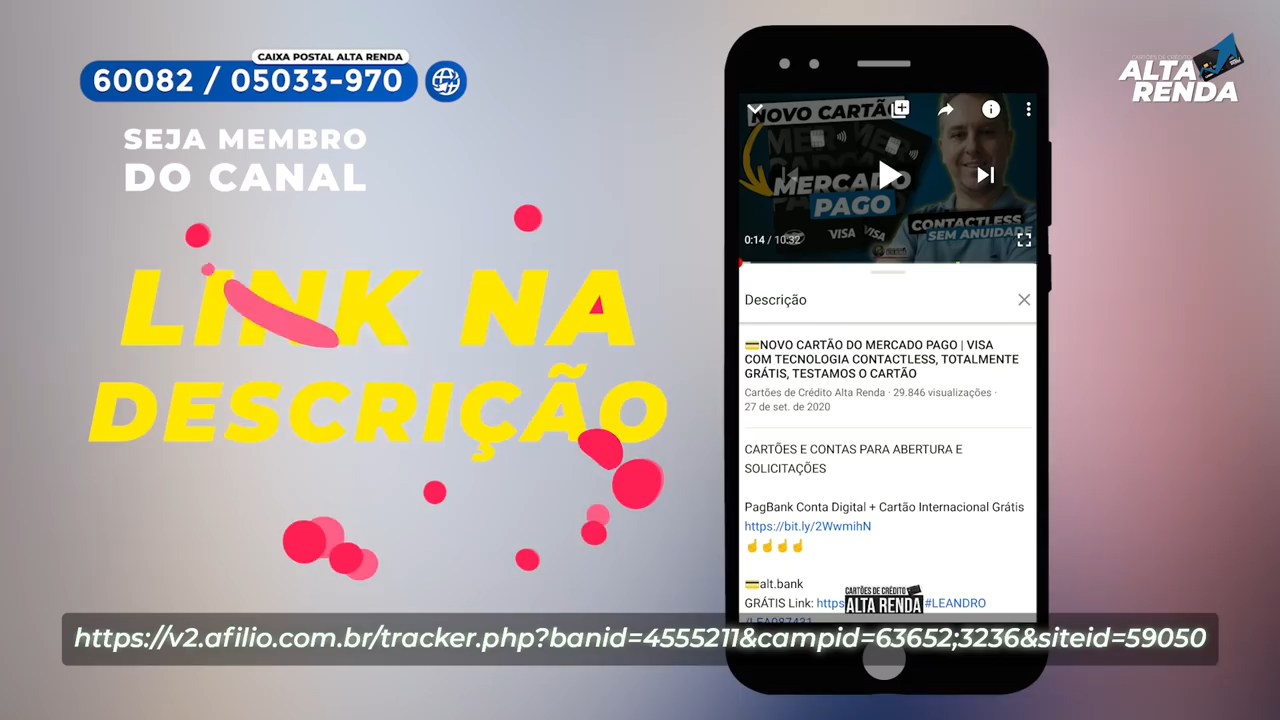 CAIXA POSTAL ALTA RENDA
60082 / 05033-970
SEJA MEMBRO
DO CANAL
LINK NA
DESCRIÇÃO
CARTÕES DE CRÉDITO
ALTA
RENDA
NOVO CARTÃO
MERCADO
PAGO
VISA
VISA
CONTACTLESS
SEM ANUIDADE
0:14 / 10:32
Descrição
NOVO CARTÃO DO MERCADO PAGO | VISA
COM TECNOLOGIA CONTACTLESS, TOTALMENTE
GRÁTIS, TESTAMOS O CARTÃO
Cartões de Crédito Alta Renda · 29.846 visualizações ·
27 de set. de 2020
CARTÕES E CONTAS PARA ABERTURA E
SOLICITAÇÕES
PagBank Conta Digital + Cartão Internacional Grátis
https://bit.ly/2WwmihN
☝☝☝☝
💳alt.bank
GRÁTIS Link: https #LEANDRO
CARTÕES DE CRÉDITO
ALTA RENDA
https://v2.afilio.com.br/tracker.php?banid=4555211&campid=63652;3236&siteid=59050